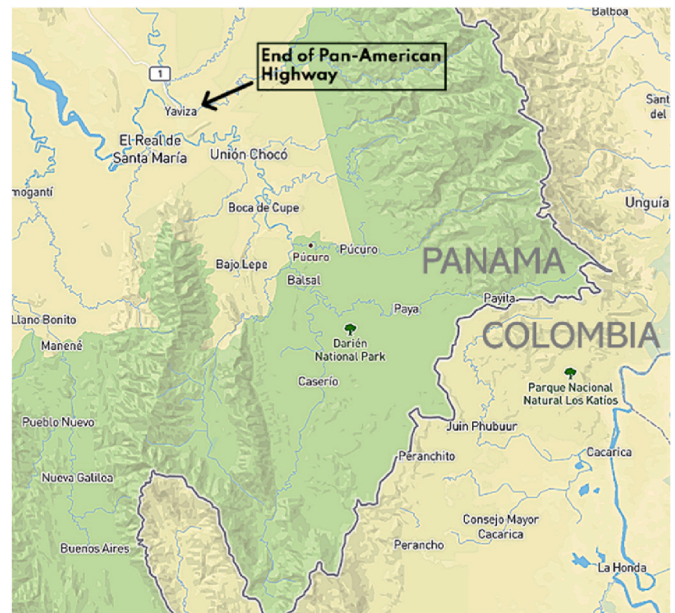 Balboa
End of Pan-American
Highway
1
Yaviza
Sant
del
El Real de
Santa María
Unión Chocó
mogantí
Boca de Cupe
Unguía
Púcuro
Púcuro
PANAMA
Bajo Lepe
Balsal
Payita
Paya
Llano Bonito
COLOMBIA
Manené
Darién
National Park
Parque Nacional
Natural Los Katíos
Caserío
Pueblo Nuevo
Juin Phubuur
Peranchito
Cacarica
Nueva Galilea
Consejo Mayor
Cacarica
Buenos Aires
Perancho
La Honda